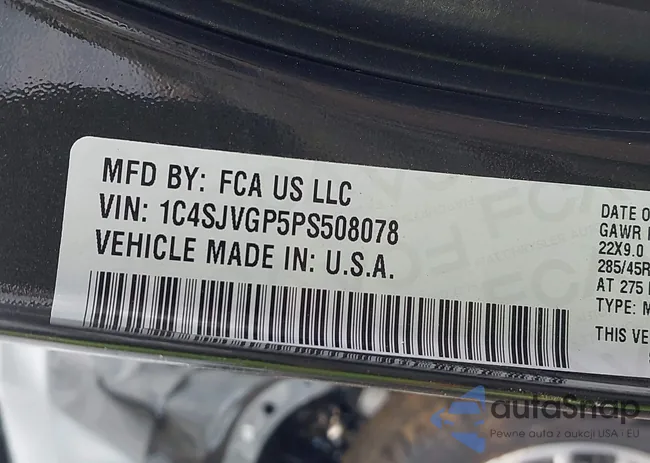 MFD BY: FCA US LLC
VIN: 1C4SJVGP5PS508078
VEHICLE MADE IN: U.S.A.
DATE O
GAWR
22X9.0
285/45R
AT 275
TYPE: M
THIS VE
autoSnap
Pewne auta z aukcji USA i EU